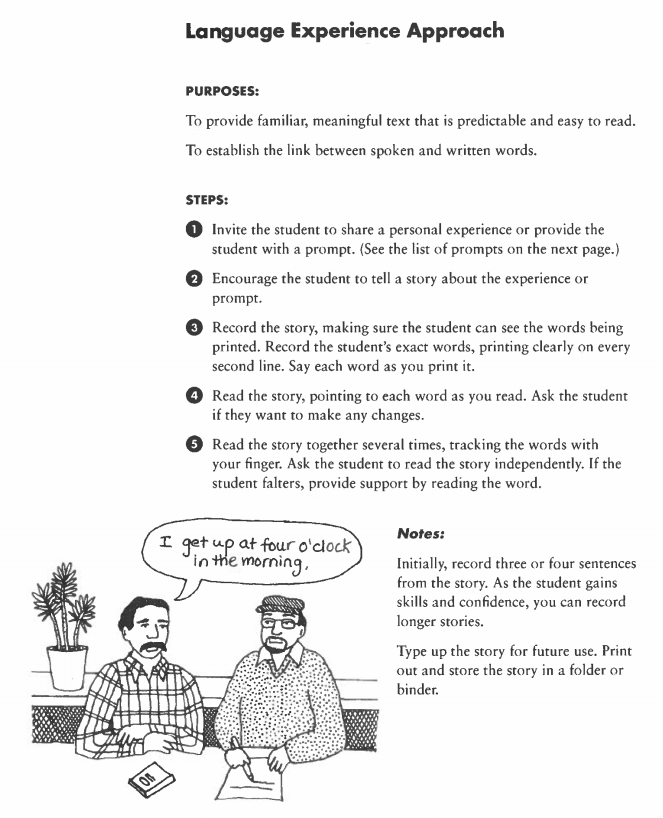 Language Experience Approach
PURPOSES:
To provide familiar, meaningful text that is predictable and easy to read.
To establish the link between spoken and written words.
STEPS:
1 Invite the student to share a personal experience or provide the
student with a prompt. (See the list of prompts on the next page.)
2 Encourage the student to tell a story about the experience or
prompt.
3 Record the story, making sure the student can see the words being
printed. Record the student's exact words, printing clearly on every
second line. Say each word as you print it.
4 Read the story, pointing to each word as you read. Ask the student
if they want to make any changes.
5 Read the story together several times, tracking the words with
your finger. Ask the student to read the story independently. If the
student falters, provide support by reading the word.
I get up at four o'clock
in the morning.
Notes:
Initially, record three or four sentences
from the story. As the student gains
skills and confidence, you can record
longer stories.
Type up the story for future use. Print
out and store the story in a folder or
binder.